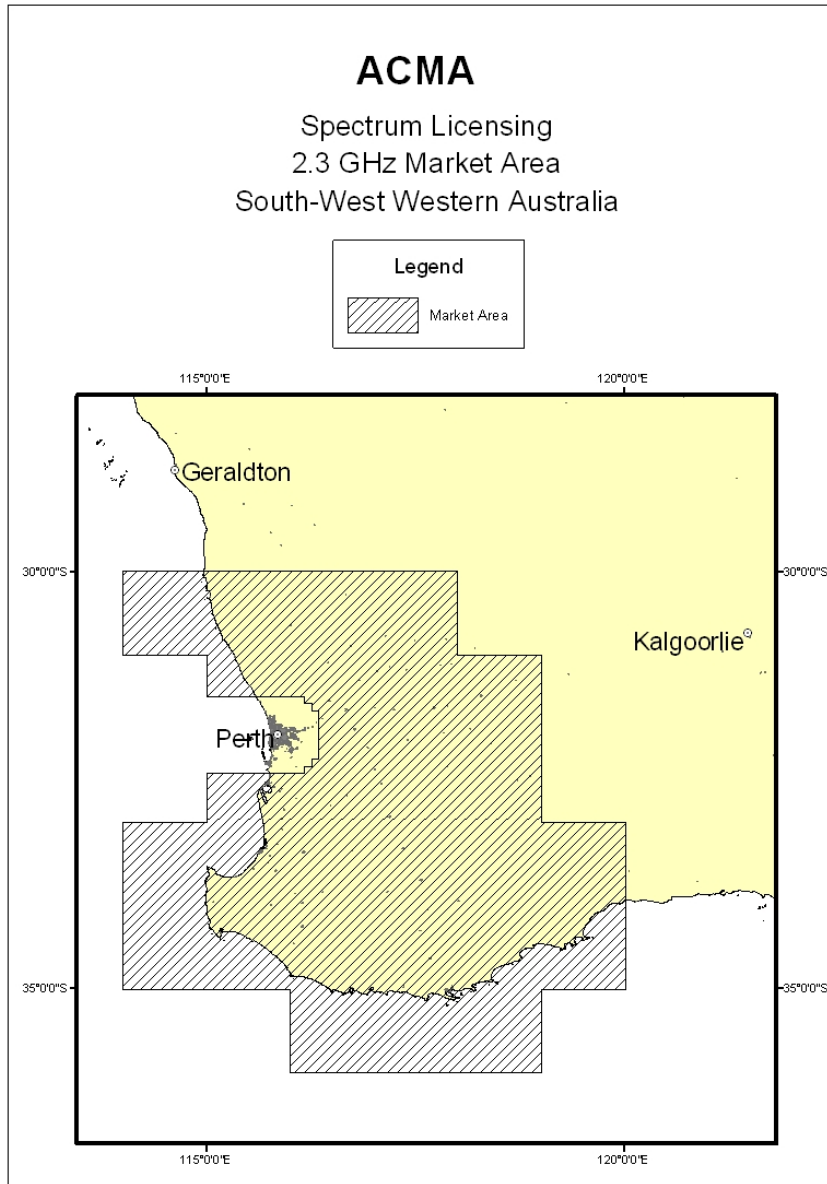 ACMA
Spectrum Licensing
2.3 GHz Market Area
South-West Western Australia
Legend
Market Area
115°0'0"E 120°0'0"E
Geraldton
30°0'0"S 30°0'0"S
Kalgoorlie
Perth
35°0'0"S 35°0'0"S
115°0'0"E 120°0'0"E